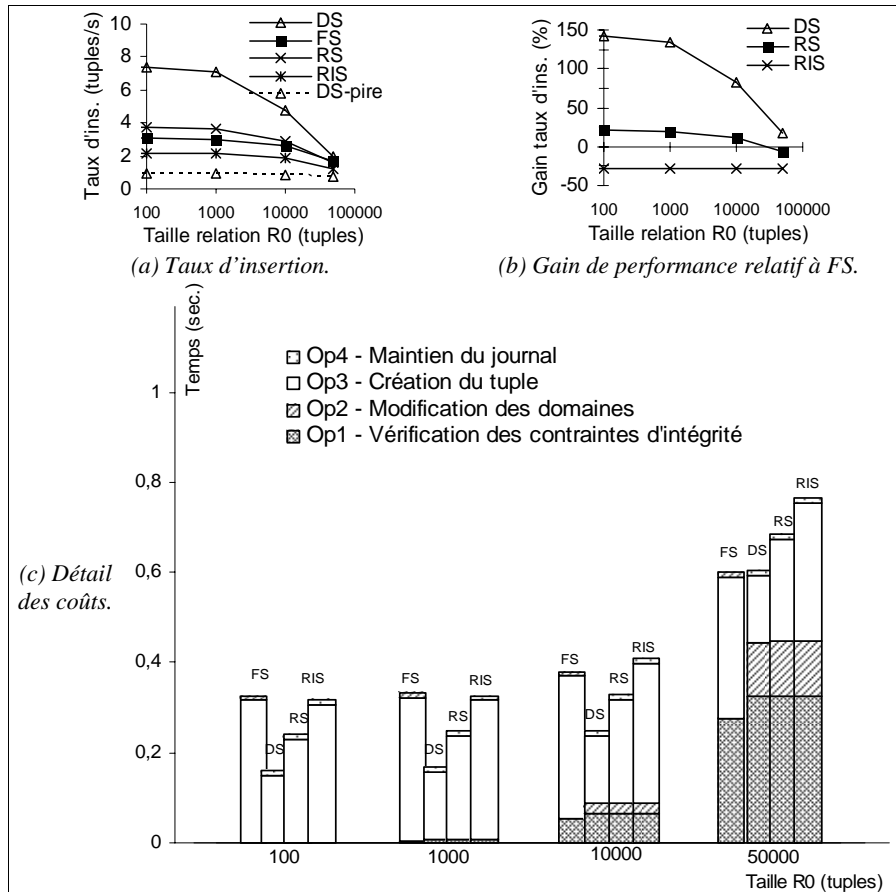 DS
FS
RS
RIS
DS-pire
Taux d'ins. (tuples/s)
10
8
6
4
2
0
100 1000 10000 100000
Taille relation R0 (tuples)
(a) Taux d'insertion.
DS
RS
RIS
Gain taux d'ins. (%)
150
100
50
0
-50
100 1000 10000 100000
Taille relation R0 (tuples)
(b) Gain de performance relatif à FS.
Temps (sec.)
Op4 - Maintien du journal
Op3 - Création du tuple
Op2 - Modification des domaines
Op1 - Vérification des contraintes d'intégrité
1
0,8
0,6
0,4
0,2
0
(c) Détail
des coûts.
FS DS RS RIS
FS DS RS RIS
FS DS RS RIS
FS DS RS RIS
100 1000 10000 50000
Taille R0 (tuples)